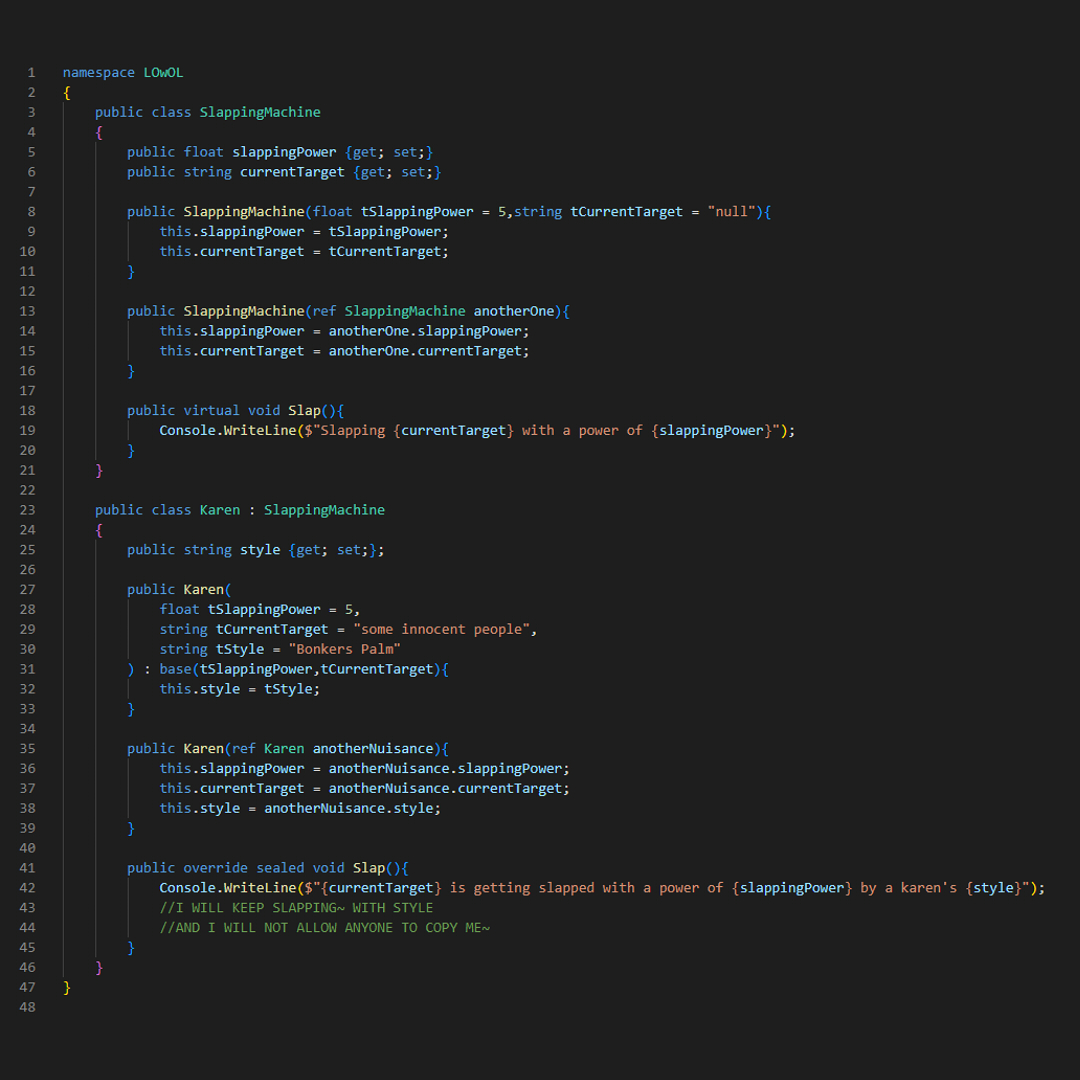 1 namespace LOwOL
2 {
3 public class SlappingMachine
4 {
5 public float slappingPower {get; set;}
6 public string currentTarget {get; set;}
7
8 public SlappingMachine(float tSlappingPower = 5,string tCurrentTarget = "null"){
9 this.slappingPower = tSlappingPower;
10 this.currentTarget = tCurrentTarget;
11 }
12
13 public SlappingMachine(ref SlappingMachine anotherOne){
14 this.slappingPower = anotherOne.slappingPower;
15 this.currentTarget = anotherOne.currentTarget;
16 }
17
18 public virtual void Slap(){
19 Console.WriteLine($"Slapping {currentTarget} with a power of {slappingPower}");
20 }
21 }
22
23 public class Karen : SlappingMachine
24 {
25 public string style {get; set;};
26
27 public Karen(
28 float tSlappingPower = 5,
29 string tCurrentTarget = "some innocent people",
30 string tStyle = "Bonkers Palm"
31 ) : base(tSlappingPower,tCurrentTarget){
32 this.style = tStyle;
33 }
34
35 public Karen(ref Karen anotherNuisance){
36 this.slappingPower = anotherNuisance.slappingPower;
37 this.currentTarget = anotherNuisance.currentTarget;
38 this.style = anotherNuisance.style;
39 }
40
41 public override sealed void Slap(){
42 Console.WriteLine($"{currentTarget} is getting slapped with a power of {slappingPower} by a karen's {style}");
43 //I WILL KEEP SLAPPING~ WITH STYLE
44 //AND I WILL NOT ALLOW ANYONE TO COPY ME~
45 }
46 }
47 }
48